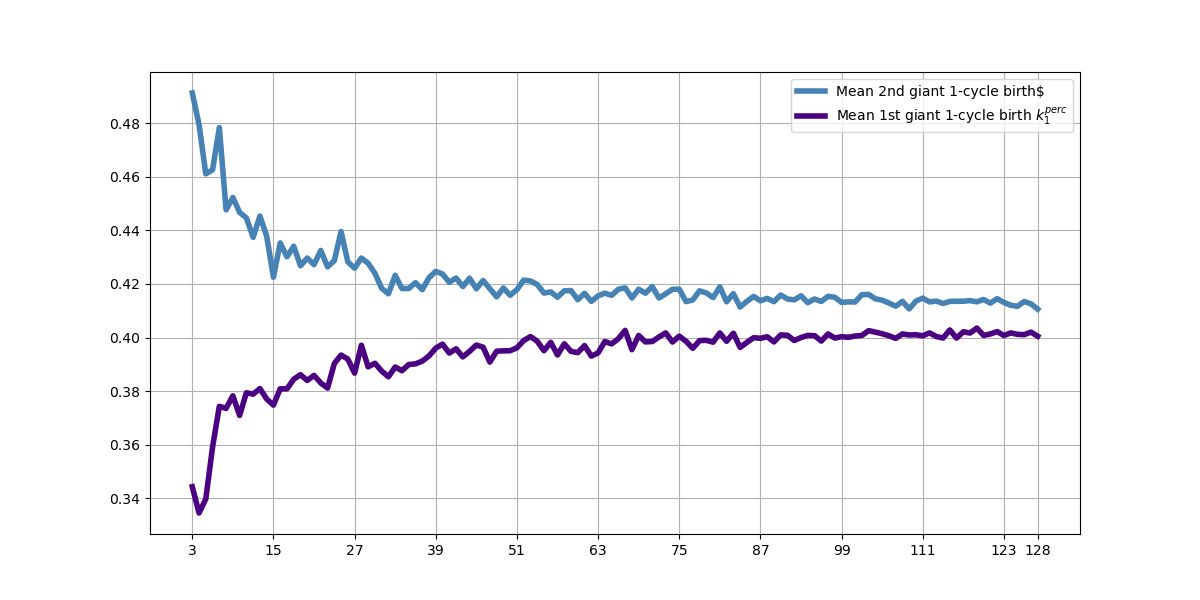 Mean 2nd giant 1-cycle birth$
Mean 1st giant 1-cycle birth $k_1^{perc}$
0.48
0.46
0.44
0.42
0.40
0.38
0.36
0.34
3 15 27 39 51 63 75 87 99 111 123 128